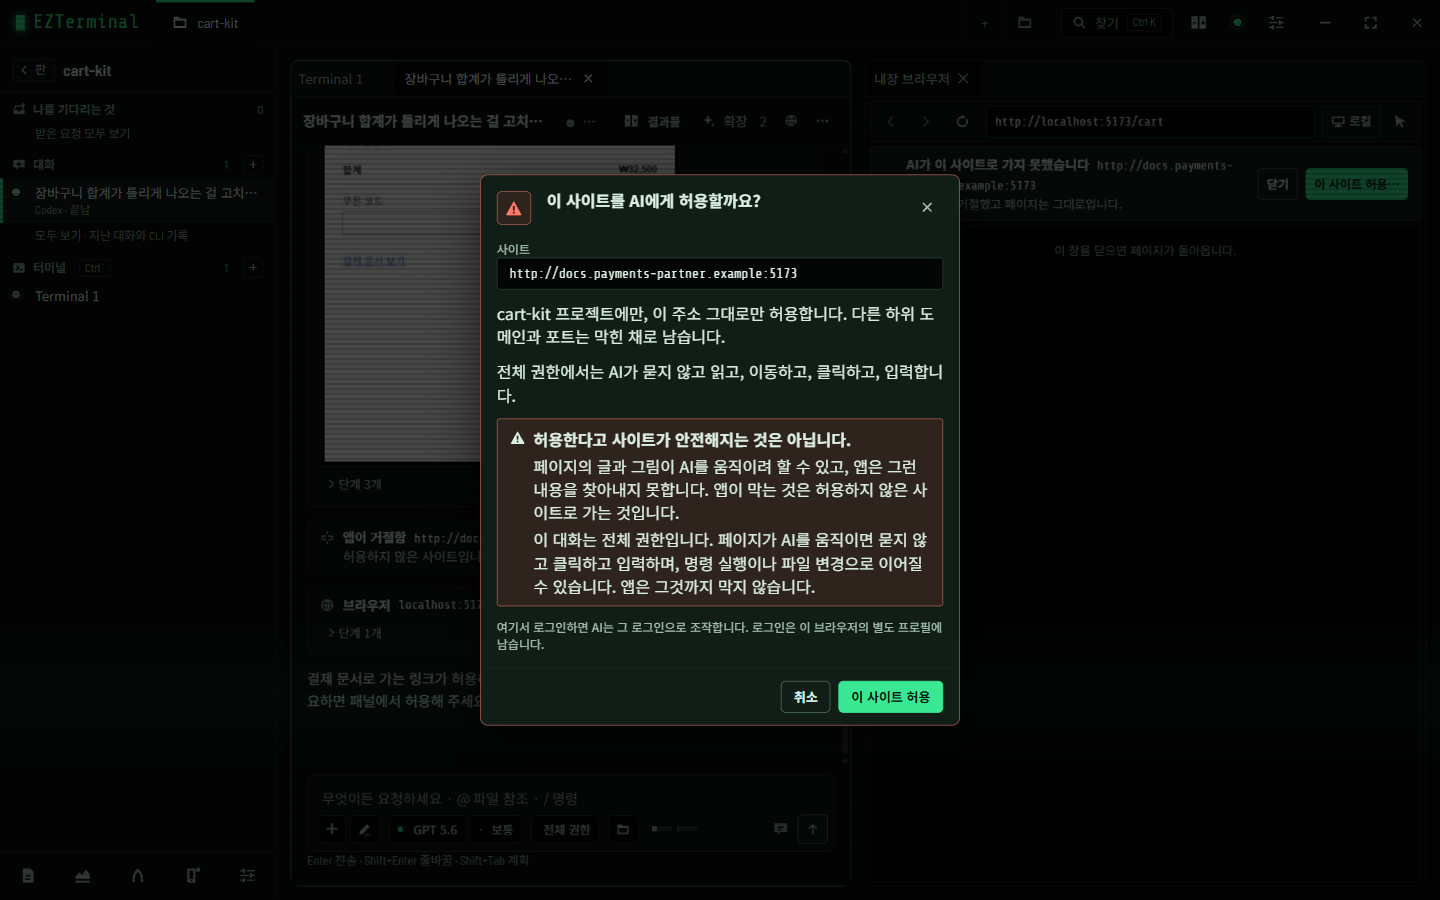 EZTerminal
cart-kit
+
찾기 Ctrl K
판 cart-kit
나를 기다리는 것 0
받은 요청 모두 보기
대화 1 +
장바구니 합계가 틀리게 나오는 걸 고치…
Codex · 끝남
모두 보기 · 지난 대화와 CLI 기록
터미널 Ctrl 1 +
Terminal 1
Terminal 1
장바구니 합계가 틀리게 나오…
장바구니 합계가 틀리게 나오는 걸 고치…
결과물
확장 2
합계 ₩32,500
쿠폰 코드
결제 문서 보기
단계 3개
앱이 거절함 http://doc
허용하지 않은 사이트입니
브라우저 localhost:517
단계 1개
결제 문서로 가는 링크가 허용
요하면 패널에서 허용해 주세요
무엇이든 요청하세요 · @ 파일 참조 · / 명령
GPT 5.6
보통
전체 권한
Enter 전송 · Shift+Enter 줄바꿈 · Shift+Tab 계획
내장 브라우저
http://localhost:5173/cart
로컬
AI가 이 사이트로 가지 못했습니다 http://docs.payments-
example:5173
거절했고 페이지는 그대로입니다.
닫기
이 사이트 허용…
이 창을 닫으면 페이지가 돌아옵니다.
이 사이트를 AI에게 허용할까요?
사이트
http://docs.payments-partner.example:5173
cart-kit 프로젝트에만, 이 주소 그대로만 허용합니다. 다른 하위 도
메인과 포트는 막힌 채로 남습니다.
전체 권한에서는 AI가 묻지 않고 읽고, 이동하고, 클릭하고, 입력합니
다.
허용한다고 사이트가 안전해지는 것은 아닙니다.
페이지의 글과 그림이 AI를 움직이려 할 수 있고, 앱은 그런
내용을 찾아내지 못합니다. 앱이 막는 것은 허용하지 않은 사
이트로 가는 것입니다.
이 대화는 전체 권한입니다. 페이지가 AI를 움직이면 묻지 않
고 클릭하고 입력하며, 명령 실행이나 파일 변경으로 이어질
수 있습니다. 앱은 그것까지 막지 않습니다.
여기서 로그인하면 AI는 그 로그인으로 조작합니다. 로그인은 이 브라우저의 별도 프로필에
남습니다.
취소
이 사이트 허용